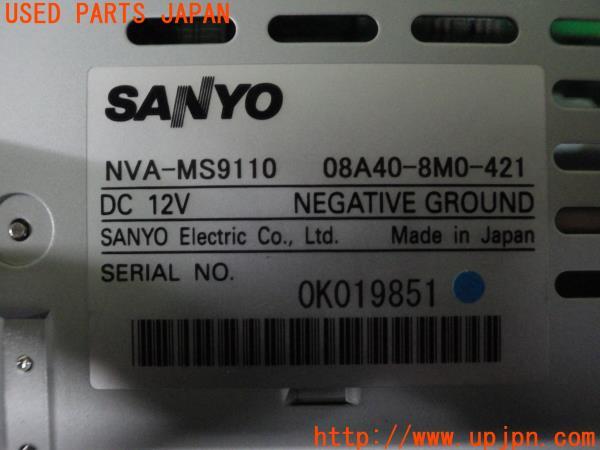 USED PARTS JAPAN
SANYO
NVA-MS9110 08A40-8M0-421
DC 12V NEGATIVE GROUND
SANYO Electric Co., Ltd. Made in Japan
SERIAL NO. 0K019851
http://www.upjpn.com